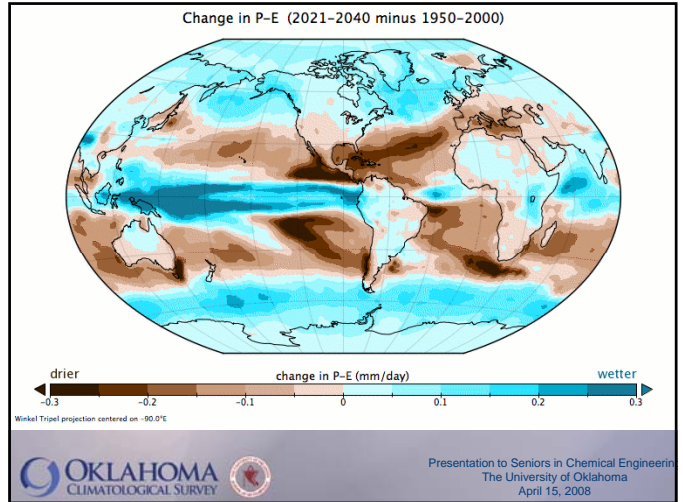 Change in P-E (2021-2040 minus 1950-2000)
drier
change in P-E (mm/day)
wetter
-0.3
-0.2
-0.1
0
0.1
0.2
0.3
Winkel Tripel projection centered on -90.0°E
OKLAHOMA
CLIMATOLOGICAL SURVEY
Presentation to Seniors in Chemical Engineerin
The University of Oklahoma
April 15, 2008